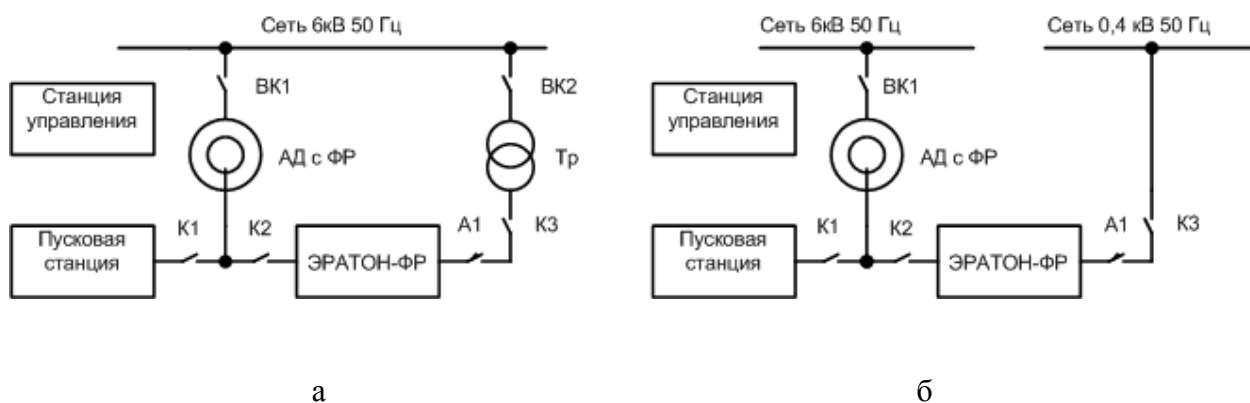 Сеть 6кВ 50 Гц
ВК1
ВК2
Станция
управления
АД с ФР
Тр
Пусковая
станция
К1
К2
ЭРАТОН-ФР
А1
К3
а
Сеть 6кВ 50 Гц
Сеть 0,4 кВ 50 Гц
ВК1
Станция
управления
АД с ФР
Пусковая
станция
К1
К2
ЭРАТОН-ФР
А1
К3
б